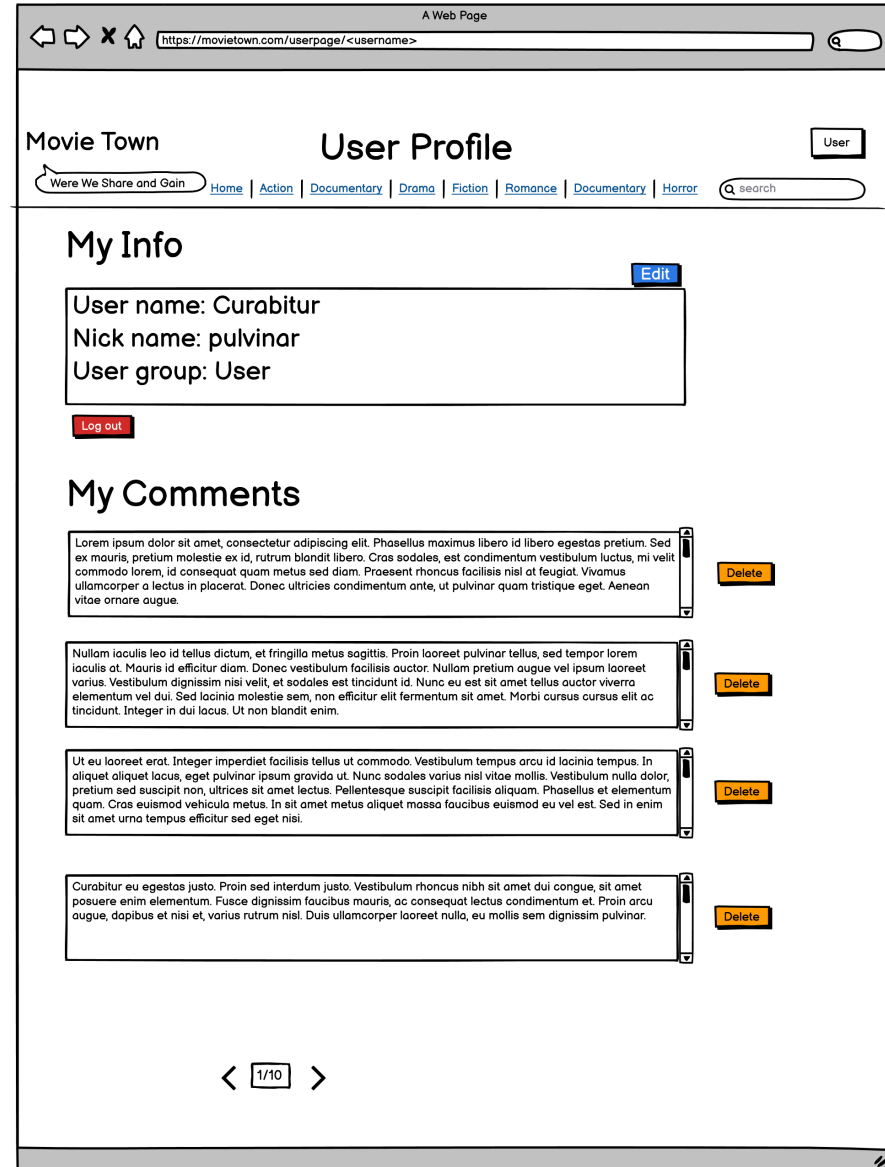 A Web Page
https://movietown.com/userpage/<username>
Movie Town
User Profile
User
Were We Share and Gain
Home | Action | Documentary | Drama | Fiction | Romance | Documentary | Horror
search
My Info
Edit
User name: Curabitur
Nick name: pulvinar
User group: User
Log out
My Comments
Lorem ipsum dolor sit amet, consectetur adipiscing elit. Phasellus maximus libero id libero egestas pretium. Sed
ex mauris, pretium molestie ex id, rutrum blandit libero. Cras sodales, est condimentum vestibulum luctus, mi velit
commodo lorem, id consequat quam metus sed diam. Praesent rhoncus facilisis nisl at feugiat. Vivamus
ullamcorper a lectus in placerat. Donec ultricies condimentum ante, ut pulvinar quam tristique eget. Aenean
vitae ornare augue.
Delete
Nullam iaculis leo id tellus dictum, et fringilla metus sagittis. Proin laoreet pulvinar tellus, sed tempor lorem
iaculis at. Mauris id efficitur diam. Donec vestibulum facilisis auctor. Nullam pretium augue vel ipsum laoreet
varius. Vestibulum dignissim nisi velit, et sodales est tincidunt id. Nunc eu est sit amet tellus auctor viverra
elementum vel dui. Sed lacinia molestie sem, non efficitur elit fermentum sit amet. Morbi cursus cursus elit ac
tincidunt. Integer in dui lacus. Ut non blandit enim.
Delete
Ut eu laoreet erat. Integer imperdiet facilisis tellus ut commodo. Vestibulum tempus arcu id lacinia tempus. In
aliquet aliquet lacus, eget pulvinar ipsum gravida ut. Nunc sodales varius nisl vitae mollis. Vestibulum nulla dolor,
pretium sed suscipit non, ultrices sit amet lectus. Pellentesque suscipit facilisis aliquam. Phasellus et elementum
quam. Cras euismod vehicula metus. In sit amet metus aliquet massa faucibus euismod eu vel est. Sed in enim
sit amet urna tempus efficitur sed eget nisi.
Delete
Curabitur eu egestas justo. Proin sed interdum justo. Vestibulum rhoncus nibh sit amet dui congue, sit amet
posuere enim elementum. Fusce dignissim faucibus mauris, ac consequat lectus condimentum et. Proin arcu
augue, dapibus et nisi et, varius rutrum nisl. Duis ullamcorper laoreet nulla, eu mollis sem dignissim pulvinar.
Delete
1/10